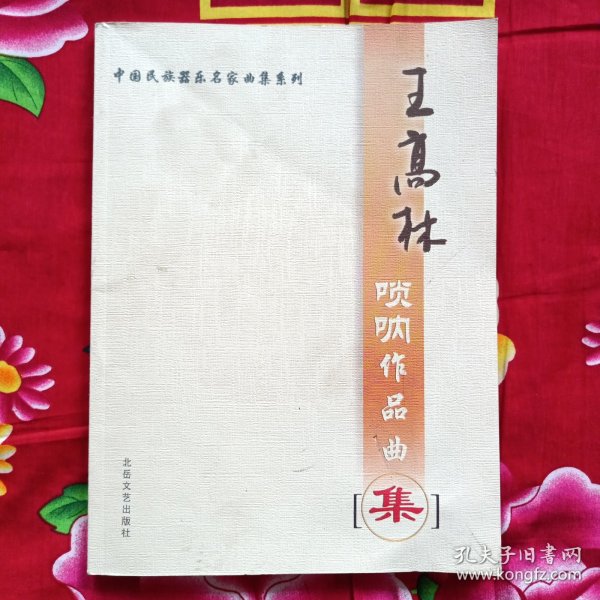 中国民族器乐名家曲集系列
王高林
唢呐作品曲
[集]
北岳文艺出版社
孔夫子旧书网
www.kongfz.com